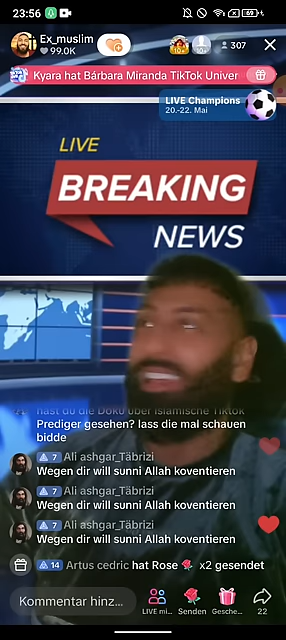 23:56
89
Ex_muslim
99.0K
10+
10+
307
Kyara hat Bárbara Miranda TikTok Univer
LIVE Champions
20.-22. Mai
LIVE
BREAKING
NEWS
hast du die Doku über islamische Tiktok
Prediger gesehen? lass die mal schauen
bidde
7 Ali ashgar_Täbrizi
Wegen dir will sunni Allah koventieren
7 Ali ashgar_Täbrizi
Wegen dir will sunni Allah koventieren
7 Ali ashgar_Täbrizi
Wegen dir will sunni Allah koventieren
14 Artus cedric hat Rose x2 gesendet
Kommentar hinz...
LIVE mi...
Senden
Gesche...
22